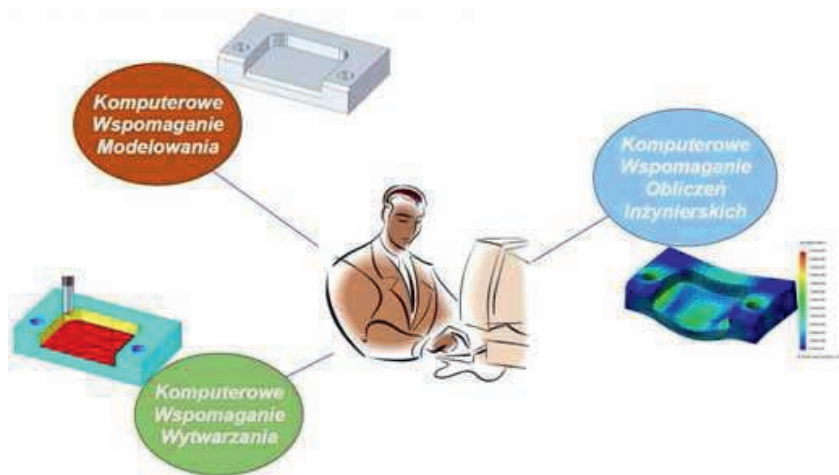 Komputerowe
Wspomaganie
Modelowania
Komputerowe
Wspomaganie
Obliczeń
Inżynierskich
Komputerowe
Wspomaganie
Wytwarzania